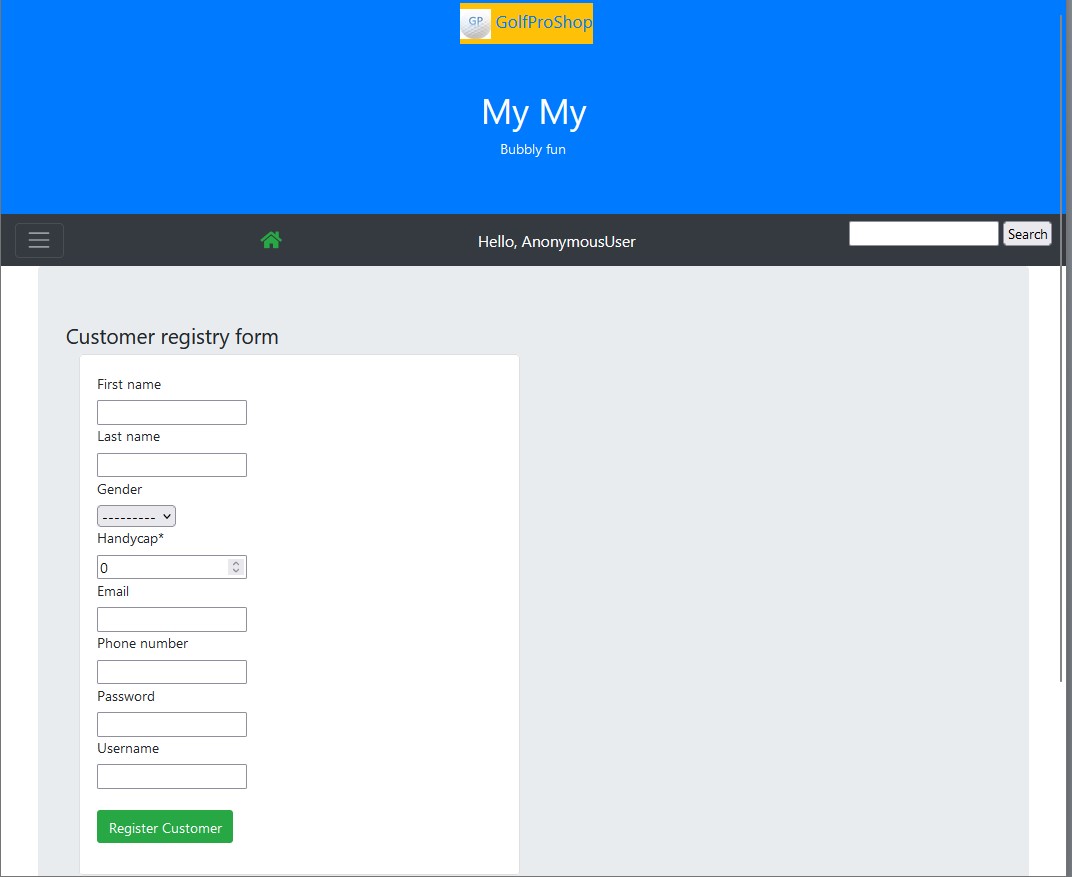 GP GolfProShop
My My
Bubbly fun
Hello, AnonymousUser
Search
Customer registry form
First name
Last name
Gender
---------
Handycap*
0
Email
Phone number
Password
Username
Register Customer